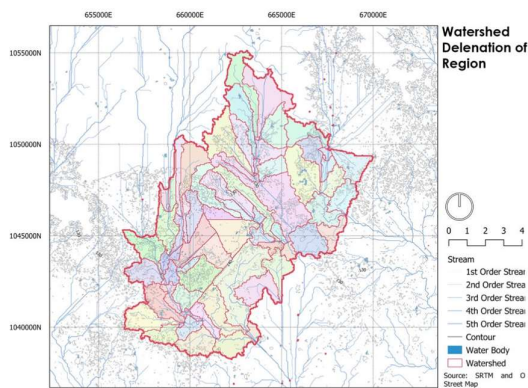 655000E 660000E 665000E 670000E
1055000N
1050000N
1045000N
1040000N
Watershed
Delenation of
Region
0 1 2 3 4
Stream
1st Order Strea
2nd Order Strea
3rd Order Strea
4th Order Strea
5th Order Strea
Contour
Water Body
Watershed
Source: SRTM and O
Street Map